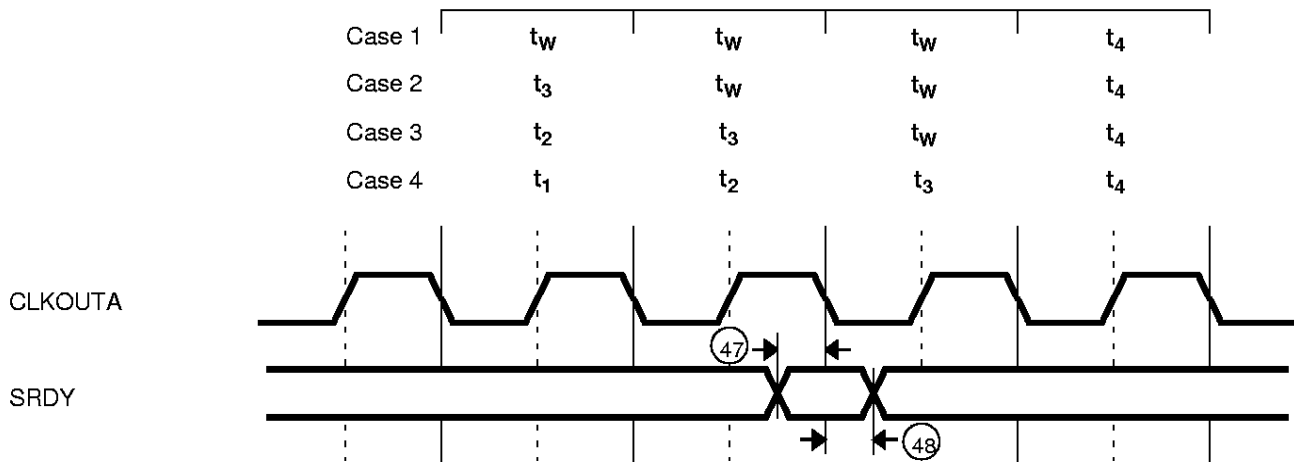 Case 1 tW tW tW t4
Case 2 t3 tW tW t4
Case 3 t2 t3 tW t4
Case 4 t1 t2 t3 t4
CLKOUTA
47
SRDY
48